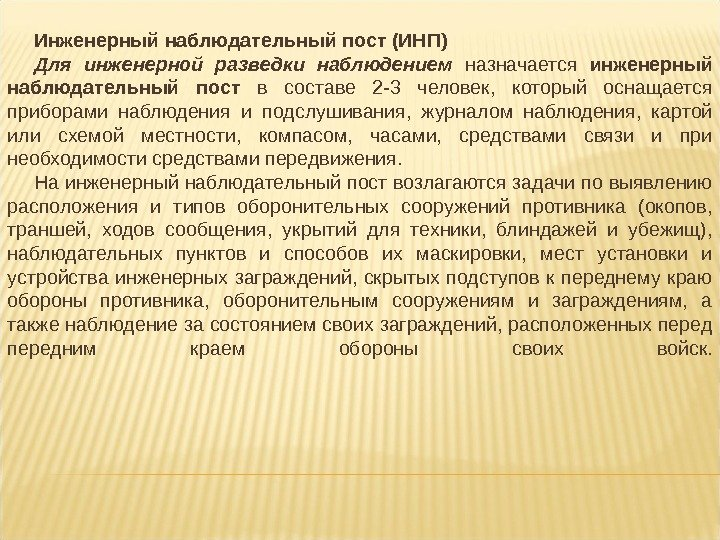 Инженерный наблюдательный пост (ИНП)
Для инженерной разведки наблюдением назначается инженерный
наблюдательный пост в составе 2-3 человек, который оснащается
приборами наблюдения и подслушивания, журналом наблюдения, картой
или схемой местности, компасом, часами, средствами связи и при
необходимости средствами передвижения.
На инженерный наблюдательный пост возлагаются задачи по выявлению
расположения и типов оборонительных сооружений противника (окопов,
траншей, ходов сообщения, укрытий для техники, блиндажей и убежищ),
наблюдательных пунктов и способов их маскировки, мест установки и
устройства инженерных заграждений, скрытых подступов к переднему краю
обороны противника, оборонительным сооружениям и заграждениям, а
также наблюдение за состоянием своих заграждений, расположенных перед
передним краем обороны своих войск.